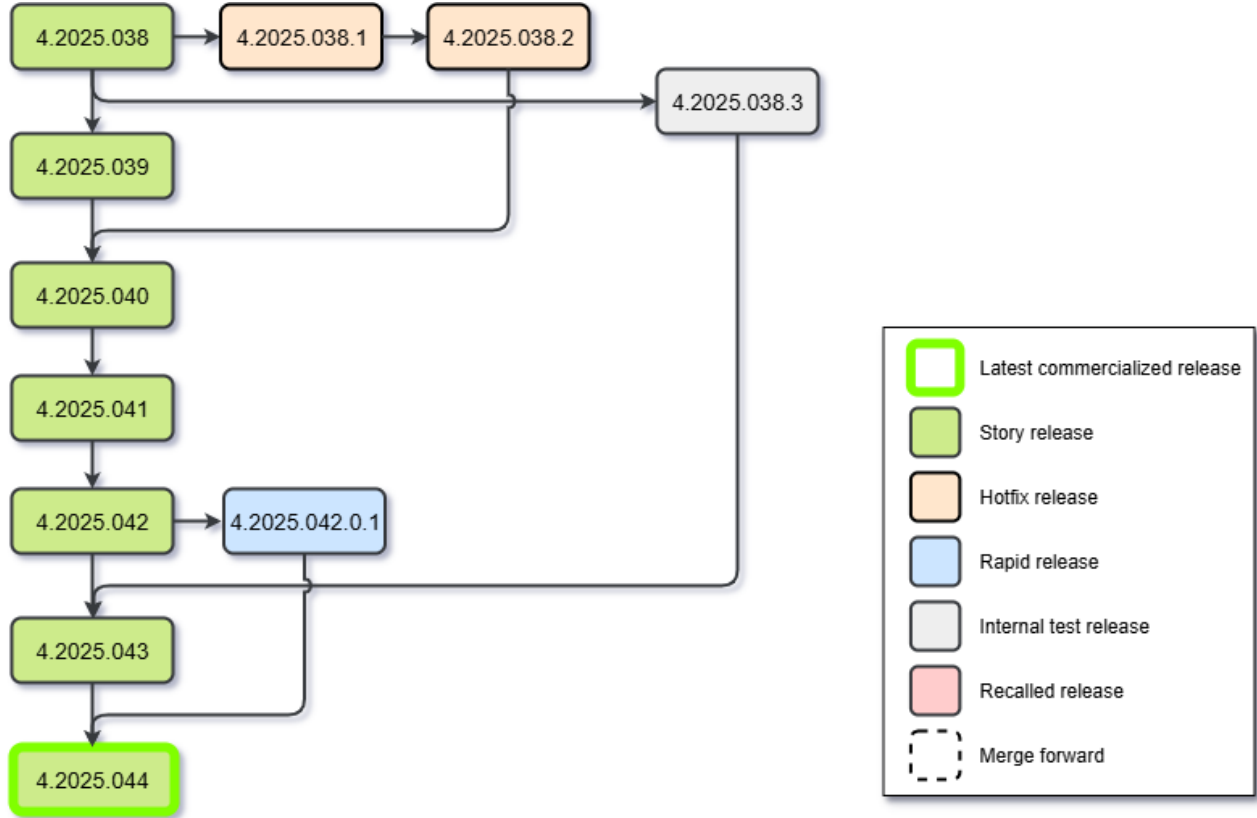 4.2025.038
4.2025.038.1
4.2025.038.2
4.2025.038.3
4.2025.039
4.2025.040
4.2025.041
4.2025.042
4.2025.042.0.1
4.2025.043
4.2025.044
Latest commercialized release
Story release
Hotfix release
Rapid release
Internal test release
Recalled release
Merge forward